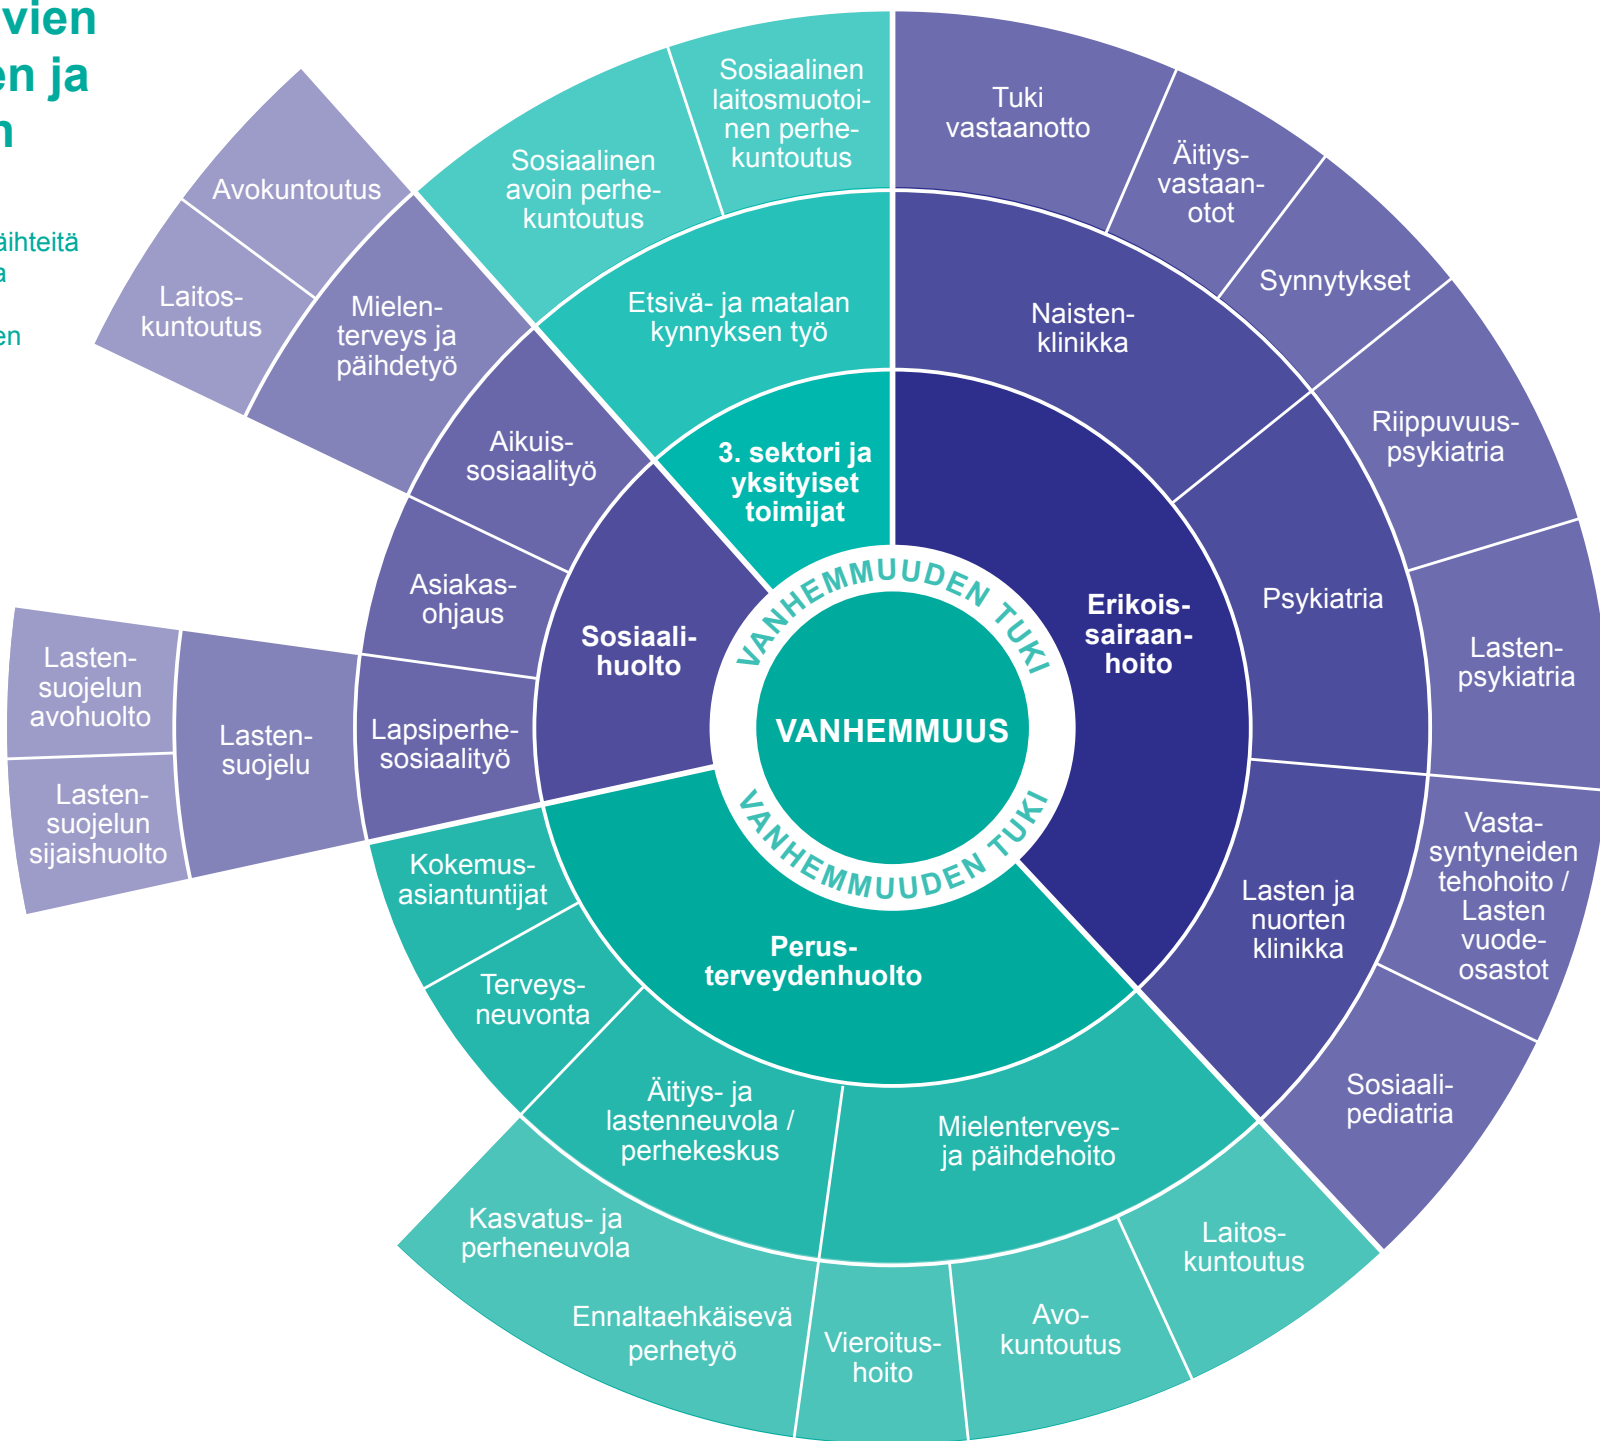 vien
en ja
n
äihteitä
a
en
Avokuntoutus
Laitos-
kuntoutus
Mielen-
terveys ja
päihdetyö
Aikuis-
sosiaalityö
Asiakas-
ohjaus
Lapsiperhe-
sosiaalityö
Lasten-
suojelu
Lasten-
suojelun
avohuolto
Lasten-
suojelun
sijaishuolto
Sosiaali-
huolto
Sosiaalinen
avoin perhe-
kuntoutus
Sosiaalinen
laitosmuotoi-
nen perhe-
kuntoutus
Etsivä- ja matalan
kynnyksen työ
3. sektori ja
yksityiset
toimijat
Tuki
vastaanotto
Äitiys-
vastaan-
otot
Synnytykset
Naisten-
klinikka
Riippuvuus-
psykiatria
Lasten-
psykiatria
Psykiatria
Erikois-
sairaan-
hoito
Vasta-
syntyneiden
tehohoito /
Lasten
vuode-
osastot
Lasten ja
nuorten
klinikka
Sosiaali-
pediatria
VANHEMMUUDEN TUKI
VANHEMMUUS
VANHEMMUUDEN TUKI
Perus-
terveydenhuolto
Kokemus-
asiantuntijat
Terveys-
neuvonta
Äitiys- ja
lastenneuvola /
perhekeskus
Mielenterveys-
ja päihdehoito
Kasvatus- ja
perheneuvola
Ennaltaehkäisevä
perhetyö
Vieroitus-
hoito
Avo-
kuntoutus
Laitos-
kuntoutus